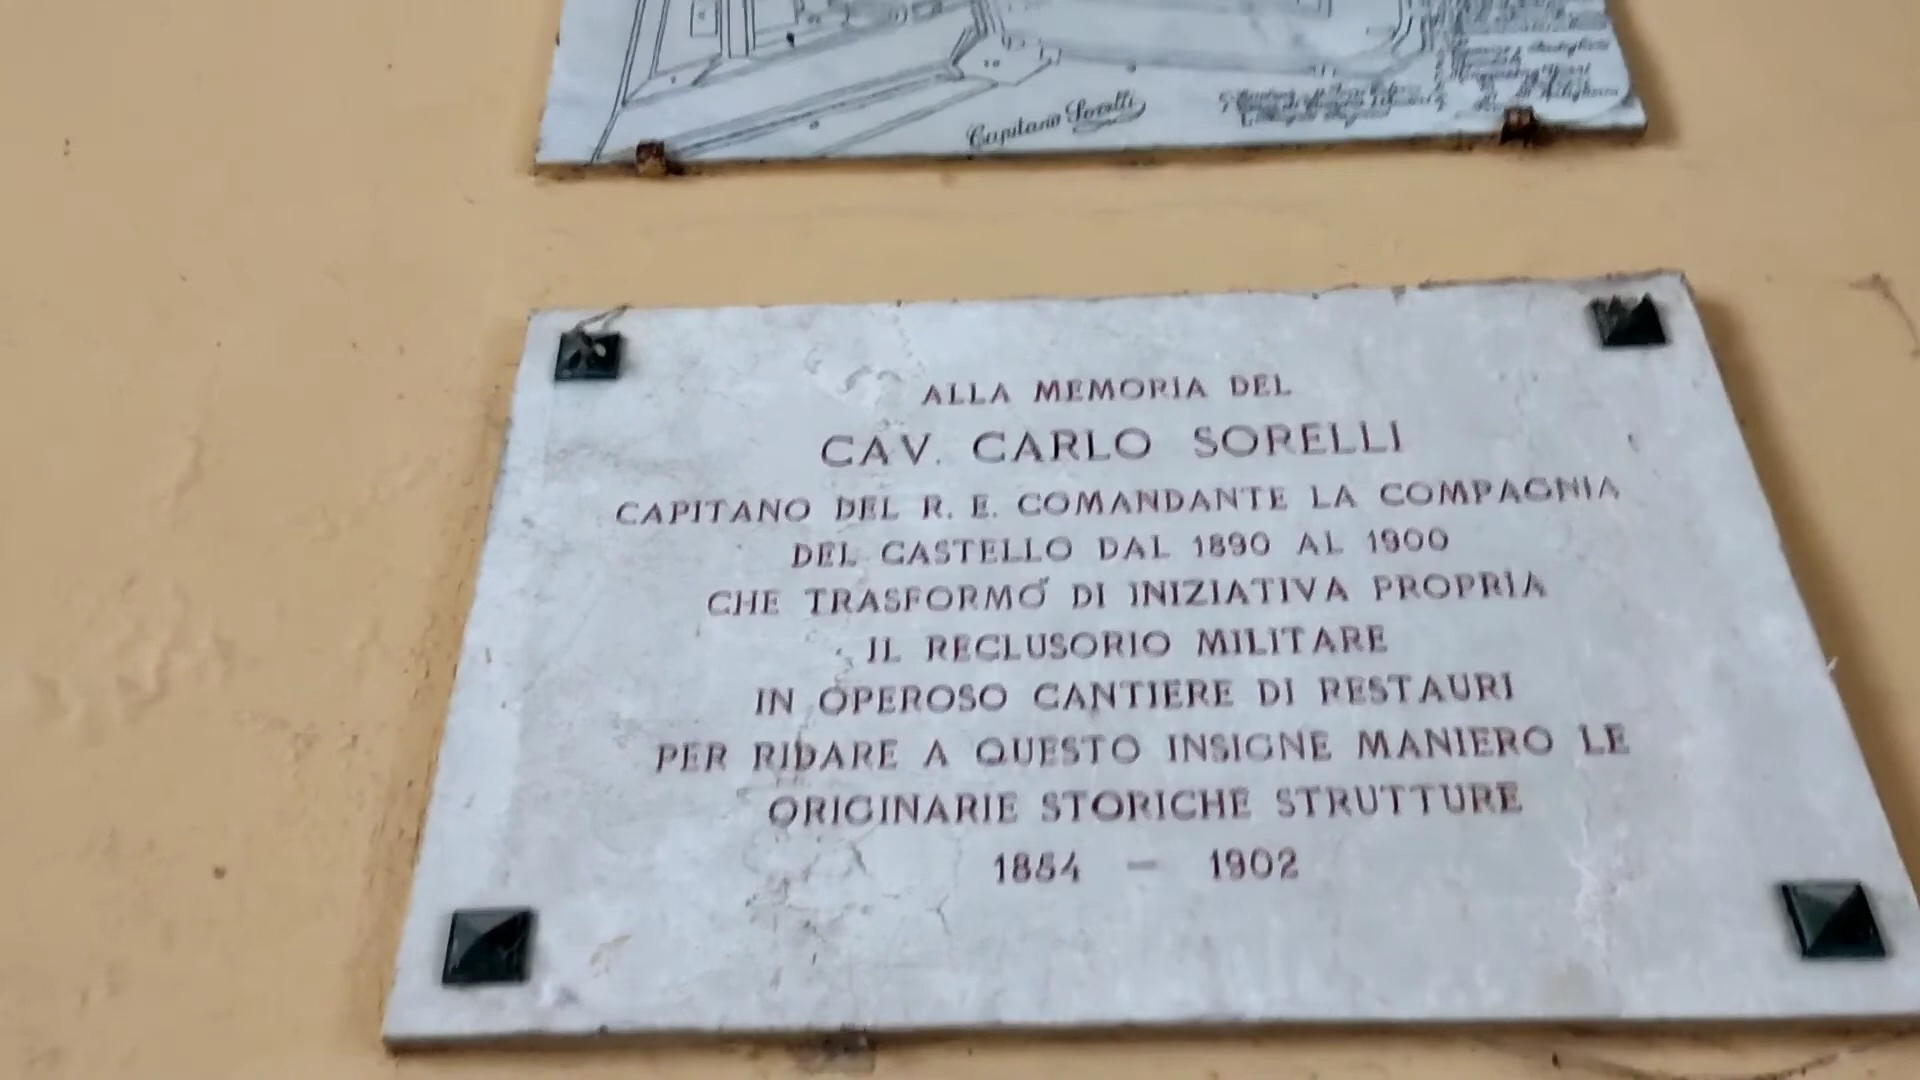 Capitano Sorelli
ALLA MEMORIA DEL
CAV. CARLO SORELLI
CAPITANO DEL R. E. COMANDANTE LA COMPAGNIA
DEL CASTELLO DAL 1890 AL 1900
CHE TRASFORMO' DI INIZIATIVA PROPRIA
IL RECLUSORIO MILITARE
IN OPEROSO CANTIERE DI RESTAURI
PER RIDARE A QUESTO INSIGNE MANIERO LE
ORIGINARIE STORICHE STRUTTURE
1854 - 1902